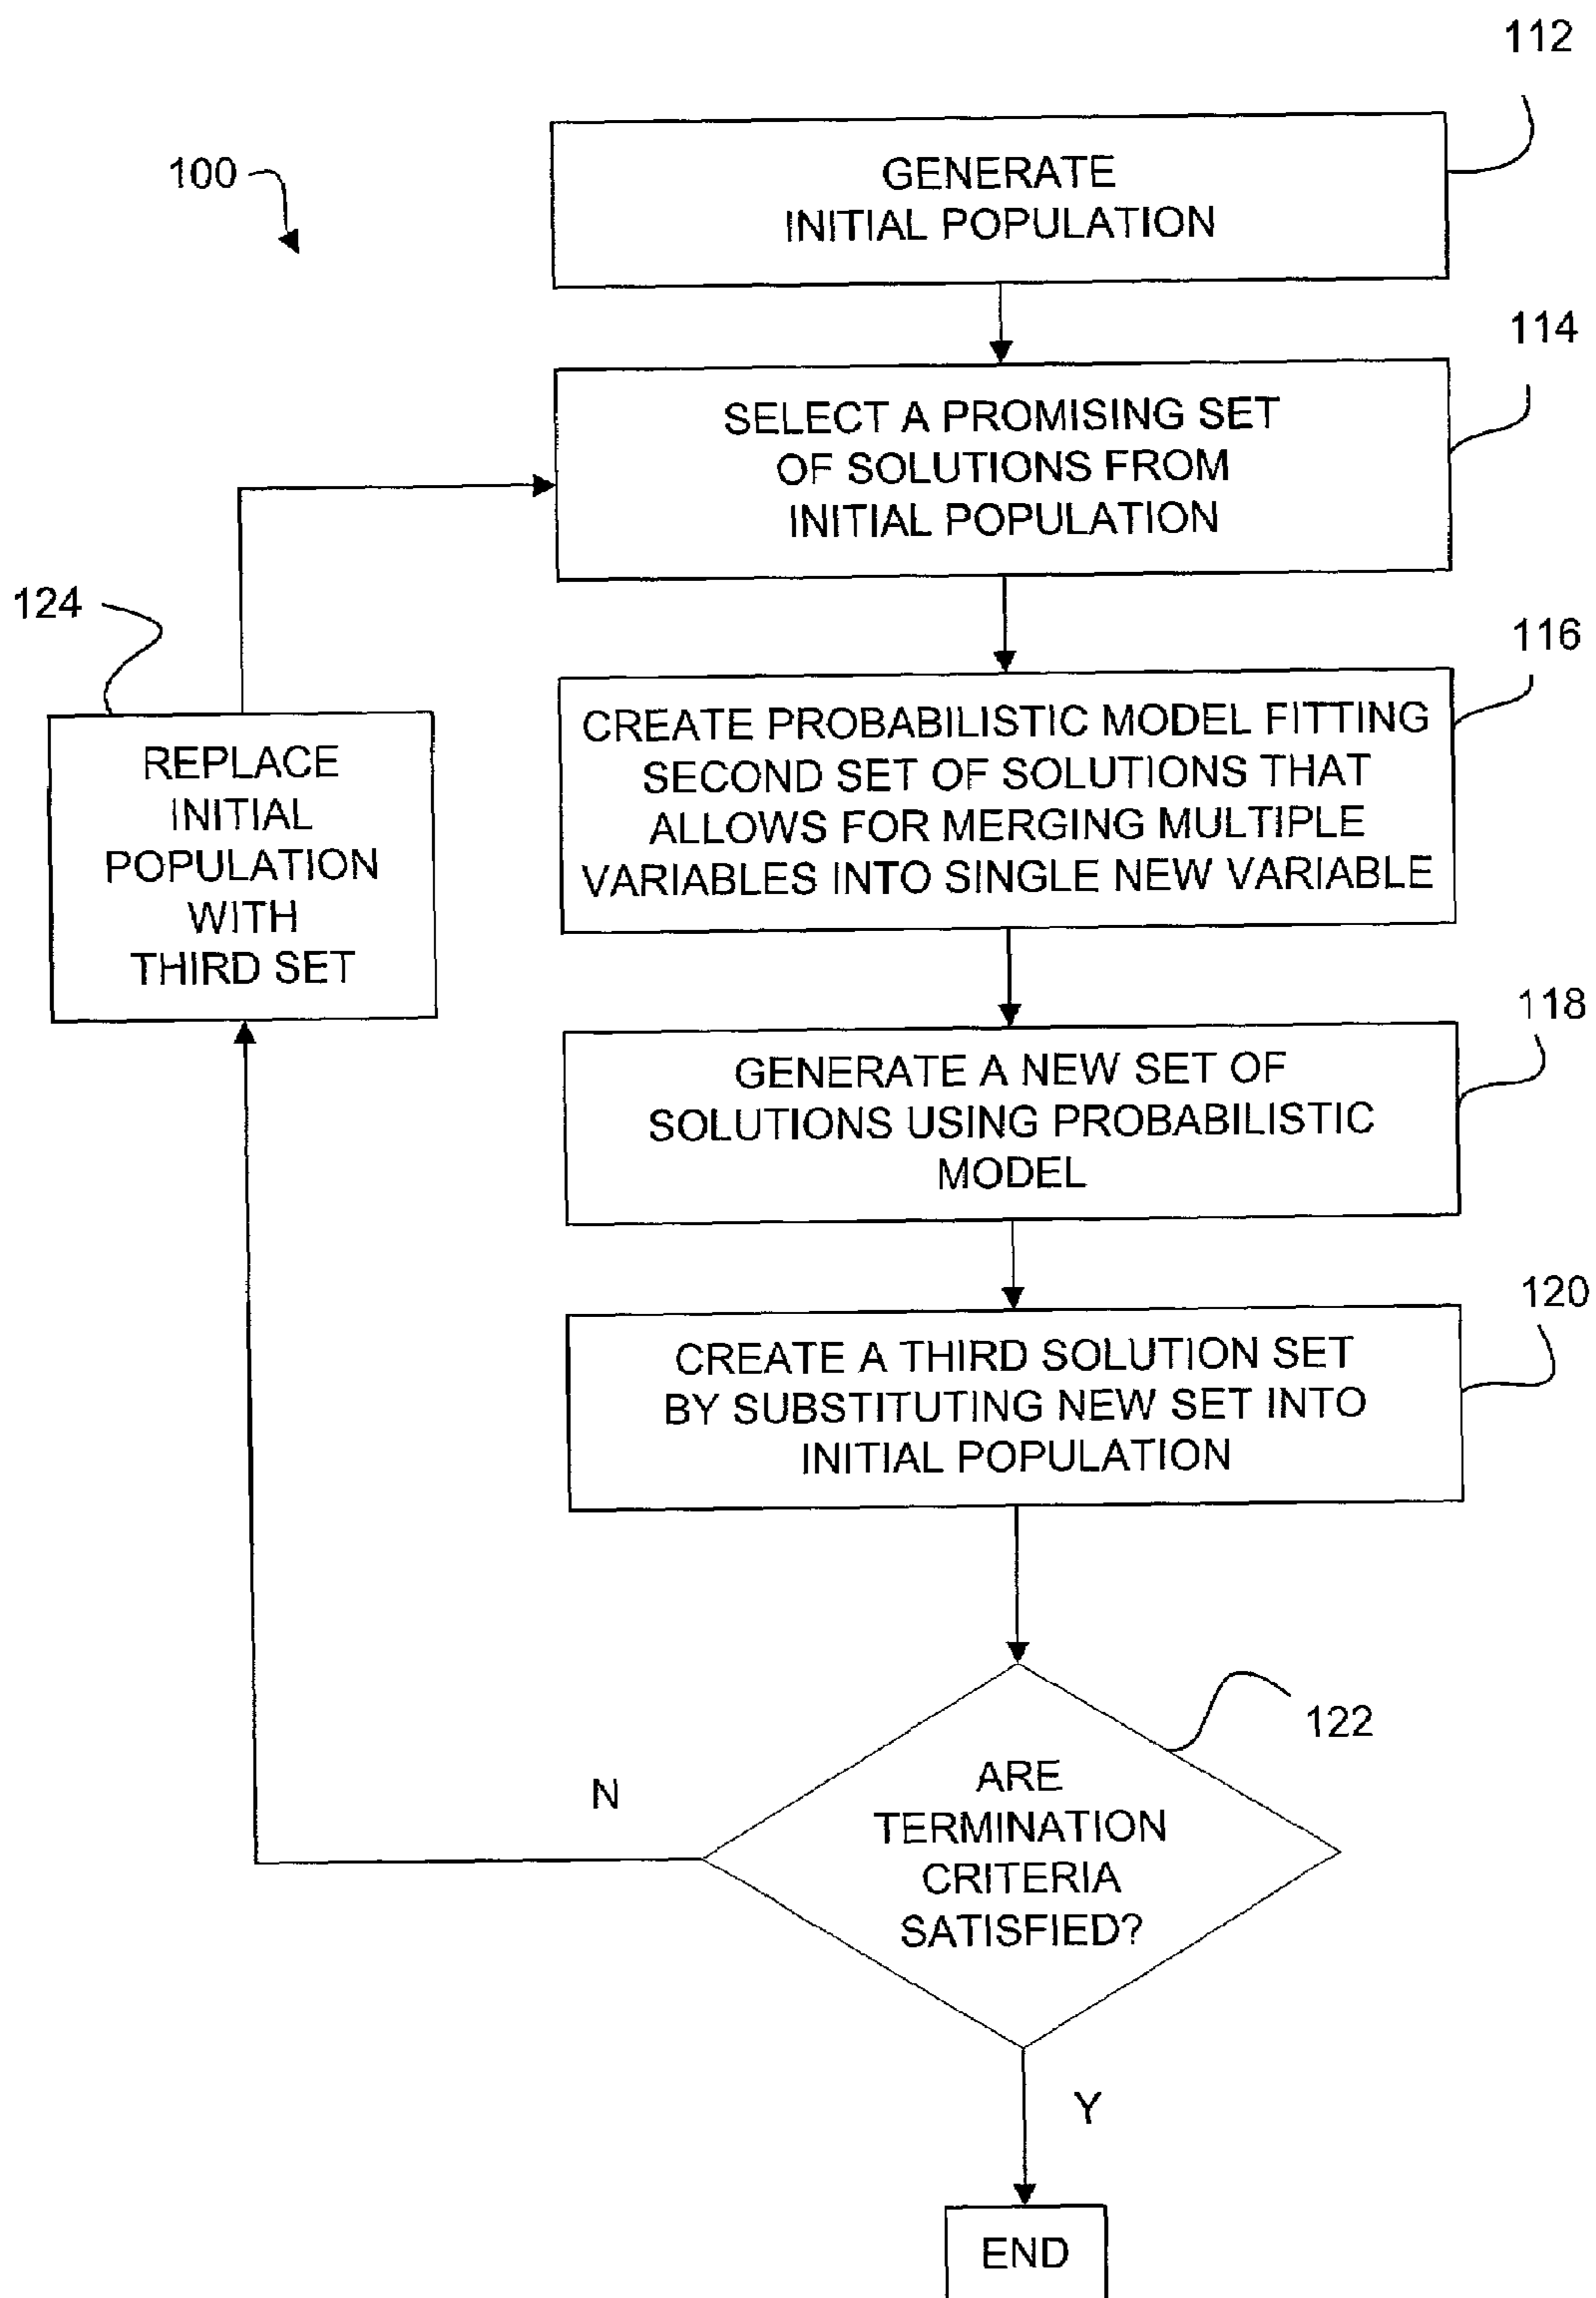 112
100
GENERATE
INITIAL POPULATION
114
SELECT A PROMISING SET
OF SOLUTIONS FROM
INITIAL POPULATION
124
116
REPLACE
INITIAL
POPULATION
WITH
THIRD SET
CREATE PROBABILISTIC MODEL FITTING
SECOND SET OF SOLUTIONS THAT
ALLOWS FOR MERGING MULTIPLE
VARIABLES INTO SINGLE NEW VARIABLE
118
GENERATE A NEW SET OF
SOLUTIONS USING PROBABILISTIC
MODEL
120
CREATE A THIRD SOLUTION SET
BY SUBSTITUTING NEW SET INTO
INITIAL POPULATION
122
N
ARE
TERMINATION
CRITERIA
SATISFIED?
Y
END